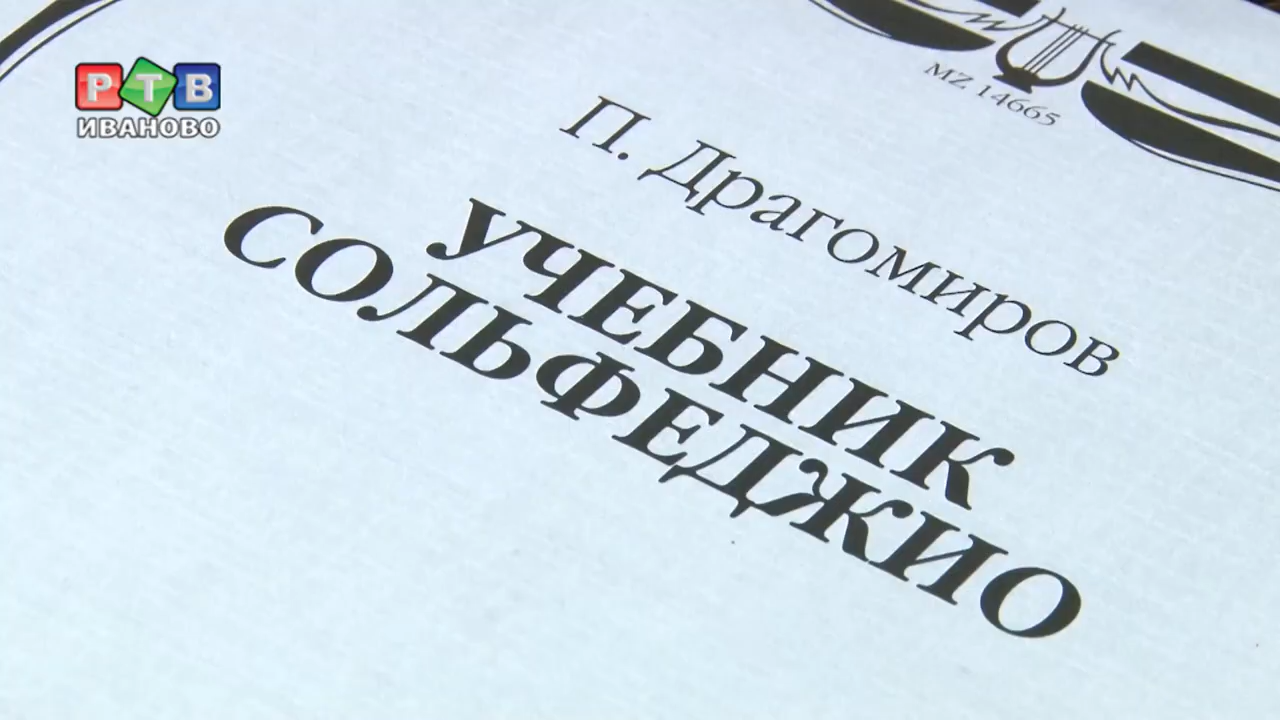 РТВ
ИВАНОВО
MZ 14665
П. Драгомиров
УЧЕБНИК
СОЛЬФЕДЖИО